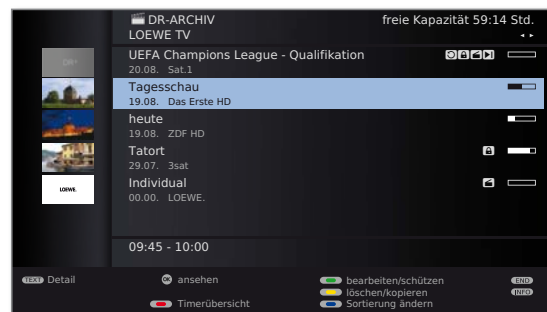 DR-ARCHIV freie Kapazität 59:14 Std.
LOEWE TV
DR+
UEFA Champions League - Qualifikation
20.08. Sat.1
Tagesschau
19.08. Das Erste HD
heute
19.08. ZDF HD
Tatort
29.07. 3sat
Individual
00.00. LOEWE.
LOEWE.
09:45 - 10:00
TEXT Detail OK ansehen bearbeiten/schützen END
löschen/kopieren INFO
Timerübersicht Sortierung ändern